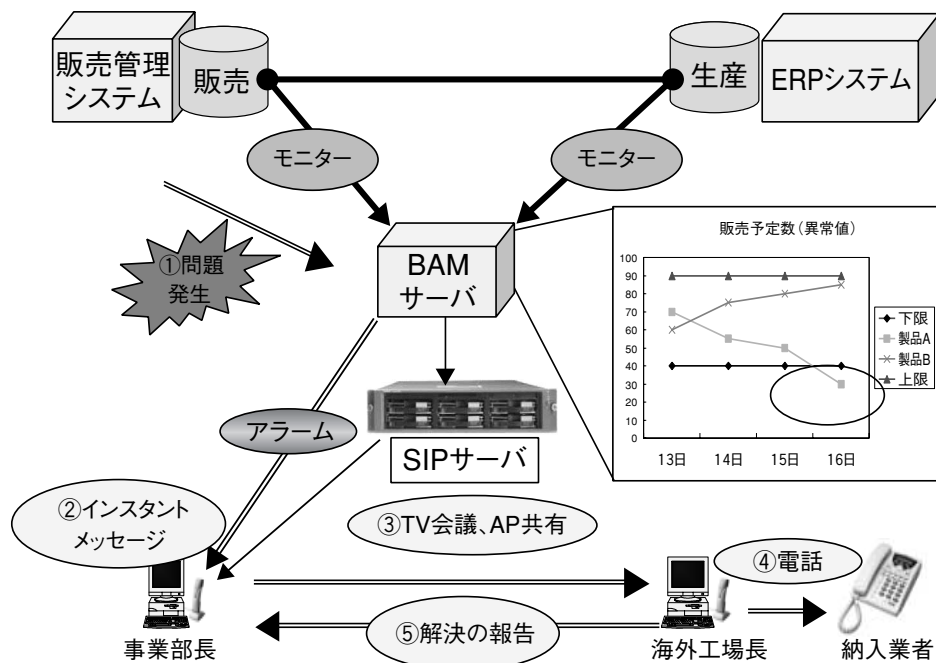 販売管理
システム
販売
生産
ERPシステム
モニター
モニター
①問題
発生
BAM
サーバ
販売予定数（異常値）
100
90
80
70
60
50
40
30
20
10
0
13日
14日
15日
16日
下限
製品A
製品B
上限
アラーム
SIPサーバ
②インスタント
メッセージ
③TV会議、AP共有
④電話
⑤解決の報告
事業部長
海外工場長
納入業者